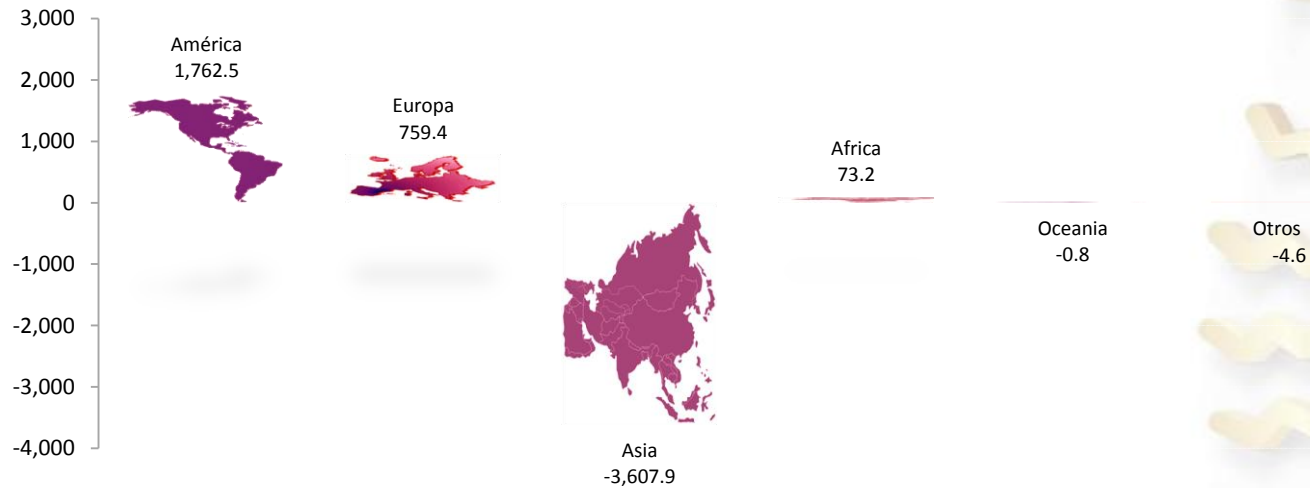 3,000
2,000
1,000
0
-1,000
-2,000
-3,000
-4,000
América
1,762.5
Europa
759.4
Asia
-3,607.9
Africa
73.2
Oceania
-0.8
Otros
-4.6